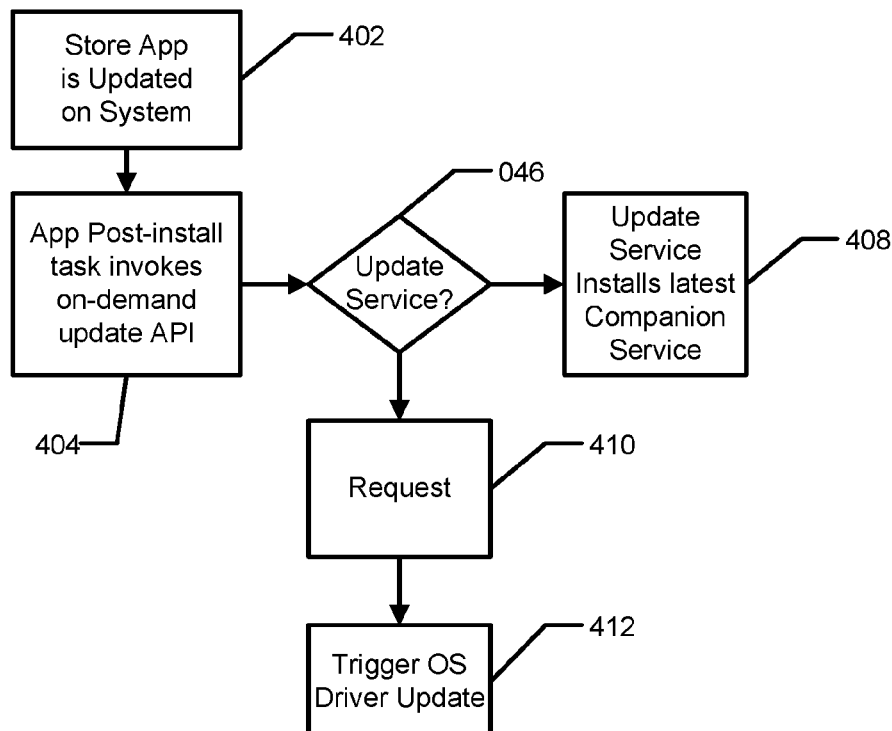 Store App
is Updated
on System
402
App Post-install
task invokes
on-demand
update API
404
046
Update
Service?
Update
Service
Installs latest
Companion
Service
408
Request
410
Trigger OS
Driver Update
412